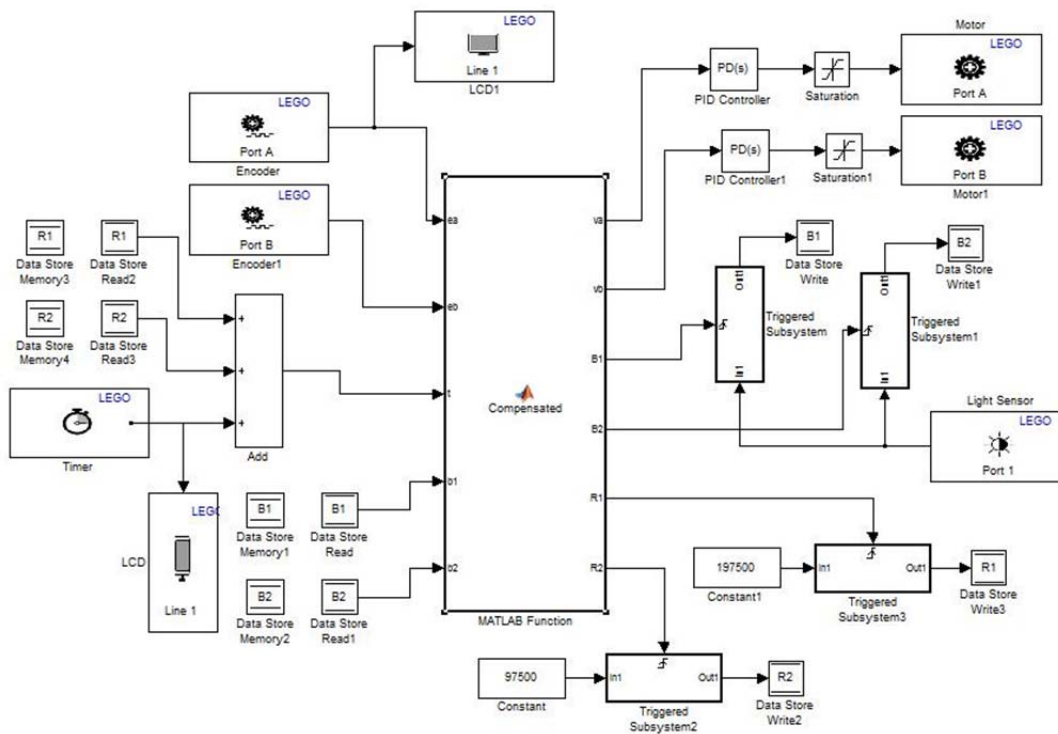 LEGO
Line 1
LCD1
LEGO
Port A
Encoder
LEGO
Port B
Encoder1
R1
Data Store
Memory3
R1
Data Store
Read2
R2
Data Store
Memory4
R2
Data Store
Read3
LEGO
Timer
+
+
+
Add
LEGO
LCD
Line 1
B1
Data Store
Memory1
B1
Data Store
Read
B2
Data Store
Memory2
B2
Data Store
Read1
ea
eb
t
b1
b2
Compensated
va
vb
B1
B2
R1
R2
MATLAB Function
PD(s)
PID Controller
Saturation
Motor
LEGO
Port A
PD(s)
PID Controller1
Saturation1
LEGO
Port B
Motor1
B1
Data Store
Write
B2
Data Store
Write1
Out1
In1
Triggered
Subsystem
Out1
In1
Triggered
Subsystem1
Light Sensor
LEGO
Port 1
197500
Constant1
In1
Out1
Triggered
Subsystem3
R1
Data Store
Write3
97500
Constant
In1
Out1
Triggered
Subsystem2
R2
Data Store
Write2